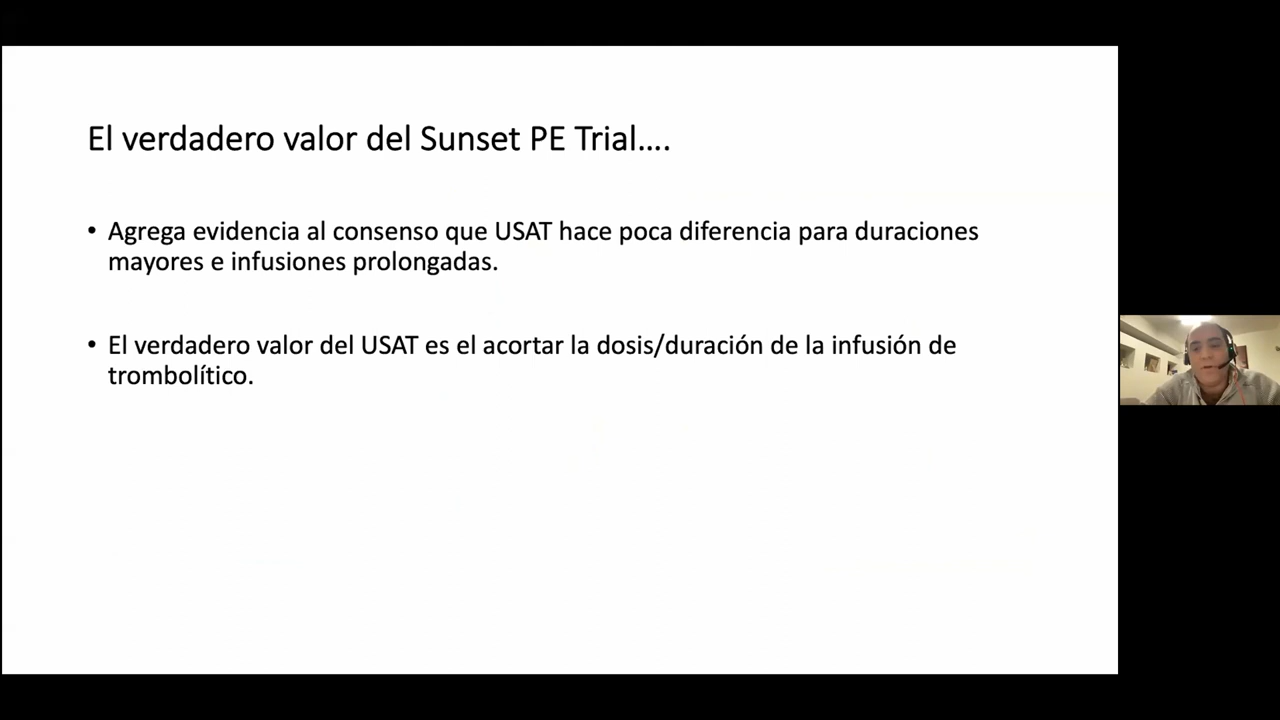 El verdadero valor del Sunset PE Trial....
• Agrega evidencia al consenso que USAT hace poca diferencia para duraciones
mayores e infusiones prolongadas.
• El verdadero valor del USAT es el acortar la dosis/duración de la infusión de
trombolítico.